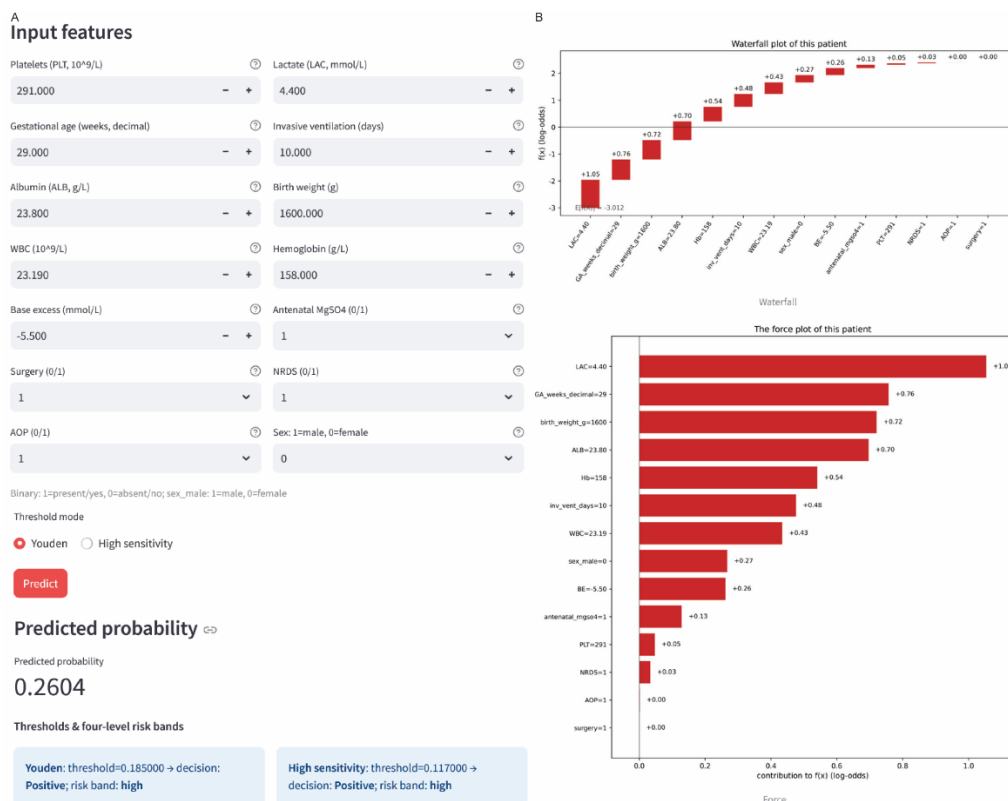 A
Input features
Platelets (PLT, 10^9/L)
291.000
Lactate (LAC, mmol/L)
4.400
Gestational age (weeks, decimal)
29.000
Invasive ventilation (days)
10.000
Albumin (ALB, g/L)
23.800
Birth weight (g)
1600.000
WBC (10^9/L)
23.190
Hemoglobin (g/L)
158.000
Base excess (mmol/L)
-5.500
Antenatal MgSO4 (0/1)
1
Surgery (0/1)
1
NRDS (0/1)
1
AOP (0/1)
1
Sex: 1=male, 0=female
0
Binary: 1=present/yes, 0=absent/no; sex_male: 1=male, 0=female
Threshold mode
Youden
High sensitivity
Predict
Predicted probability
Predicted probability
0.2604
Thresholds & four-level risk bands
Youden: threshold=0.185000 → decision:
Positive; risk band: high
High sensitivity: threshold=0.117000 →
decision: Positive; risk band: high
B
Waterfall plot of this patient
f(x) (log-odds)
2
1
0
-1
-2
-3
+1.05
+0.76
+0.72
+0.70
+0.54
+0.48
+0.43
+0.27
+0.26
+0.13
+0.05
+0.03
+0.00
+0.00
= -3.012
LAC=4.40
GA_weeks_decimal=29
birth_weight_g=1600
ALB=23.80
Hb=158
inv_vent_days=10
WBC=23.19
sex_male=0
BE=-5.50
antenatal_mgso4=1
PLT=291
NRDS=1
AOP=1
surgery=1
Waterfall
The force plot of this patient
LAC=4.40
+1.0
GA_weeks_decimal=29
+0.76
birth_weight_g=1600
+0.72
ALB=23.80
+0.70
Hb=158
+0.54
inv_vent_days=10
+0.48
WBC=23.19
+0.43
sex_male=0
+0.27
BE=-5.50
+0.26
antenatal_mgso4=1
+0.13
PLT=291
+0.05
NRDS=1
+0.03
AOP=1
+0.00
surgery=1
+0.00
0.0
0.2
0.4
0.6
0.8
1.0
contribution to f(x) (log-odds)
Force